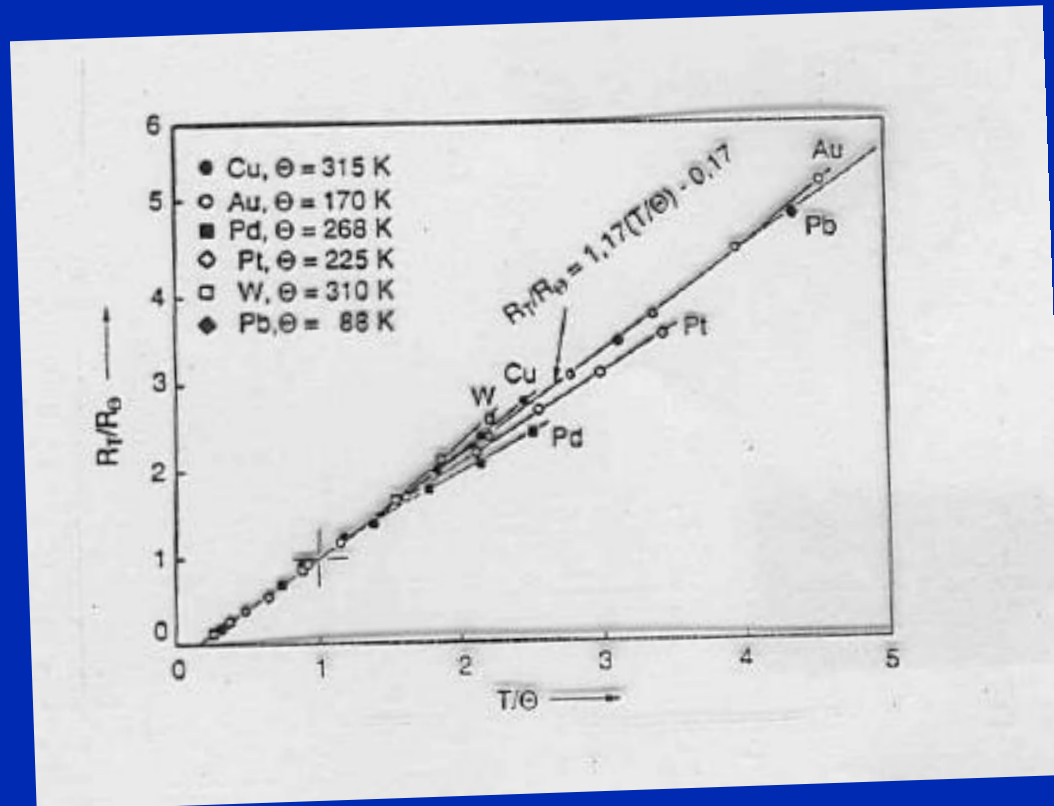 6
5
4
3
2
1
0
R_T/R_Θ
Cu, Θ = 315 K
Au, Θ = 170 K
Pd, Θ = 268 K
Pt, Θ = 225 K
W, Θ = 310 K
Pb,Θ = 88 K
R_T/R_Θ = 1,17(T/Θ) - 0,17
Au
Pb
Pt
Cu
W
Pd
0 1 2 3 4 5
T/Θ